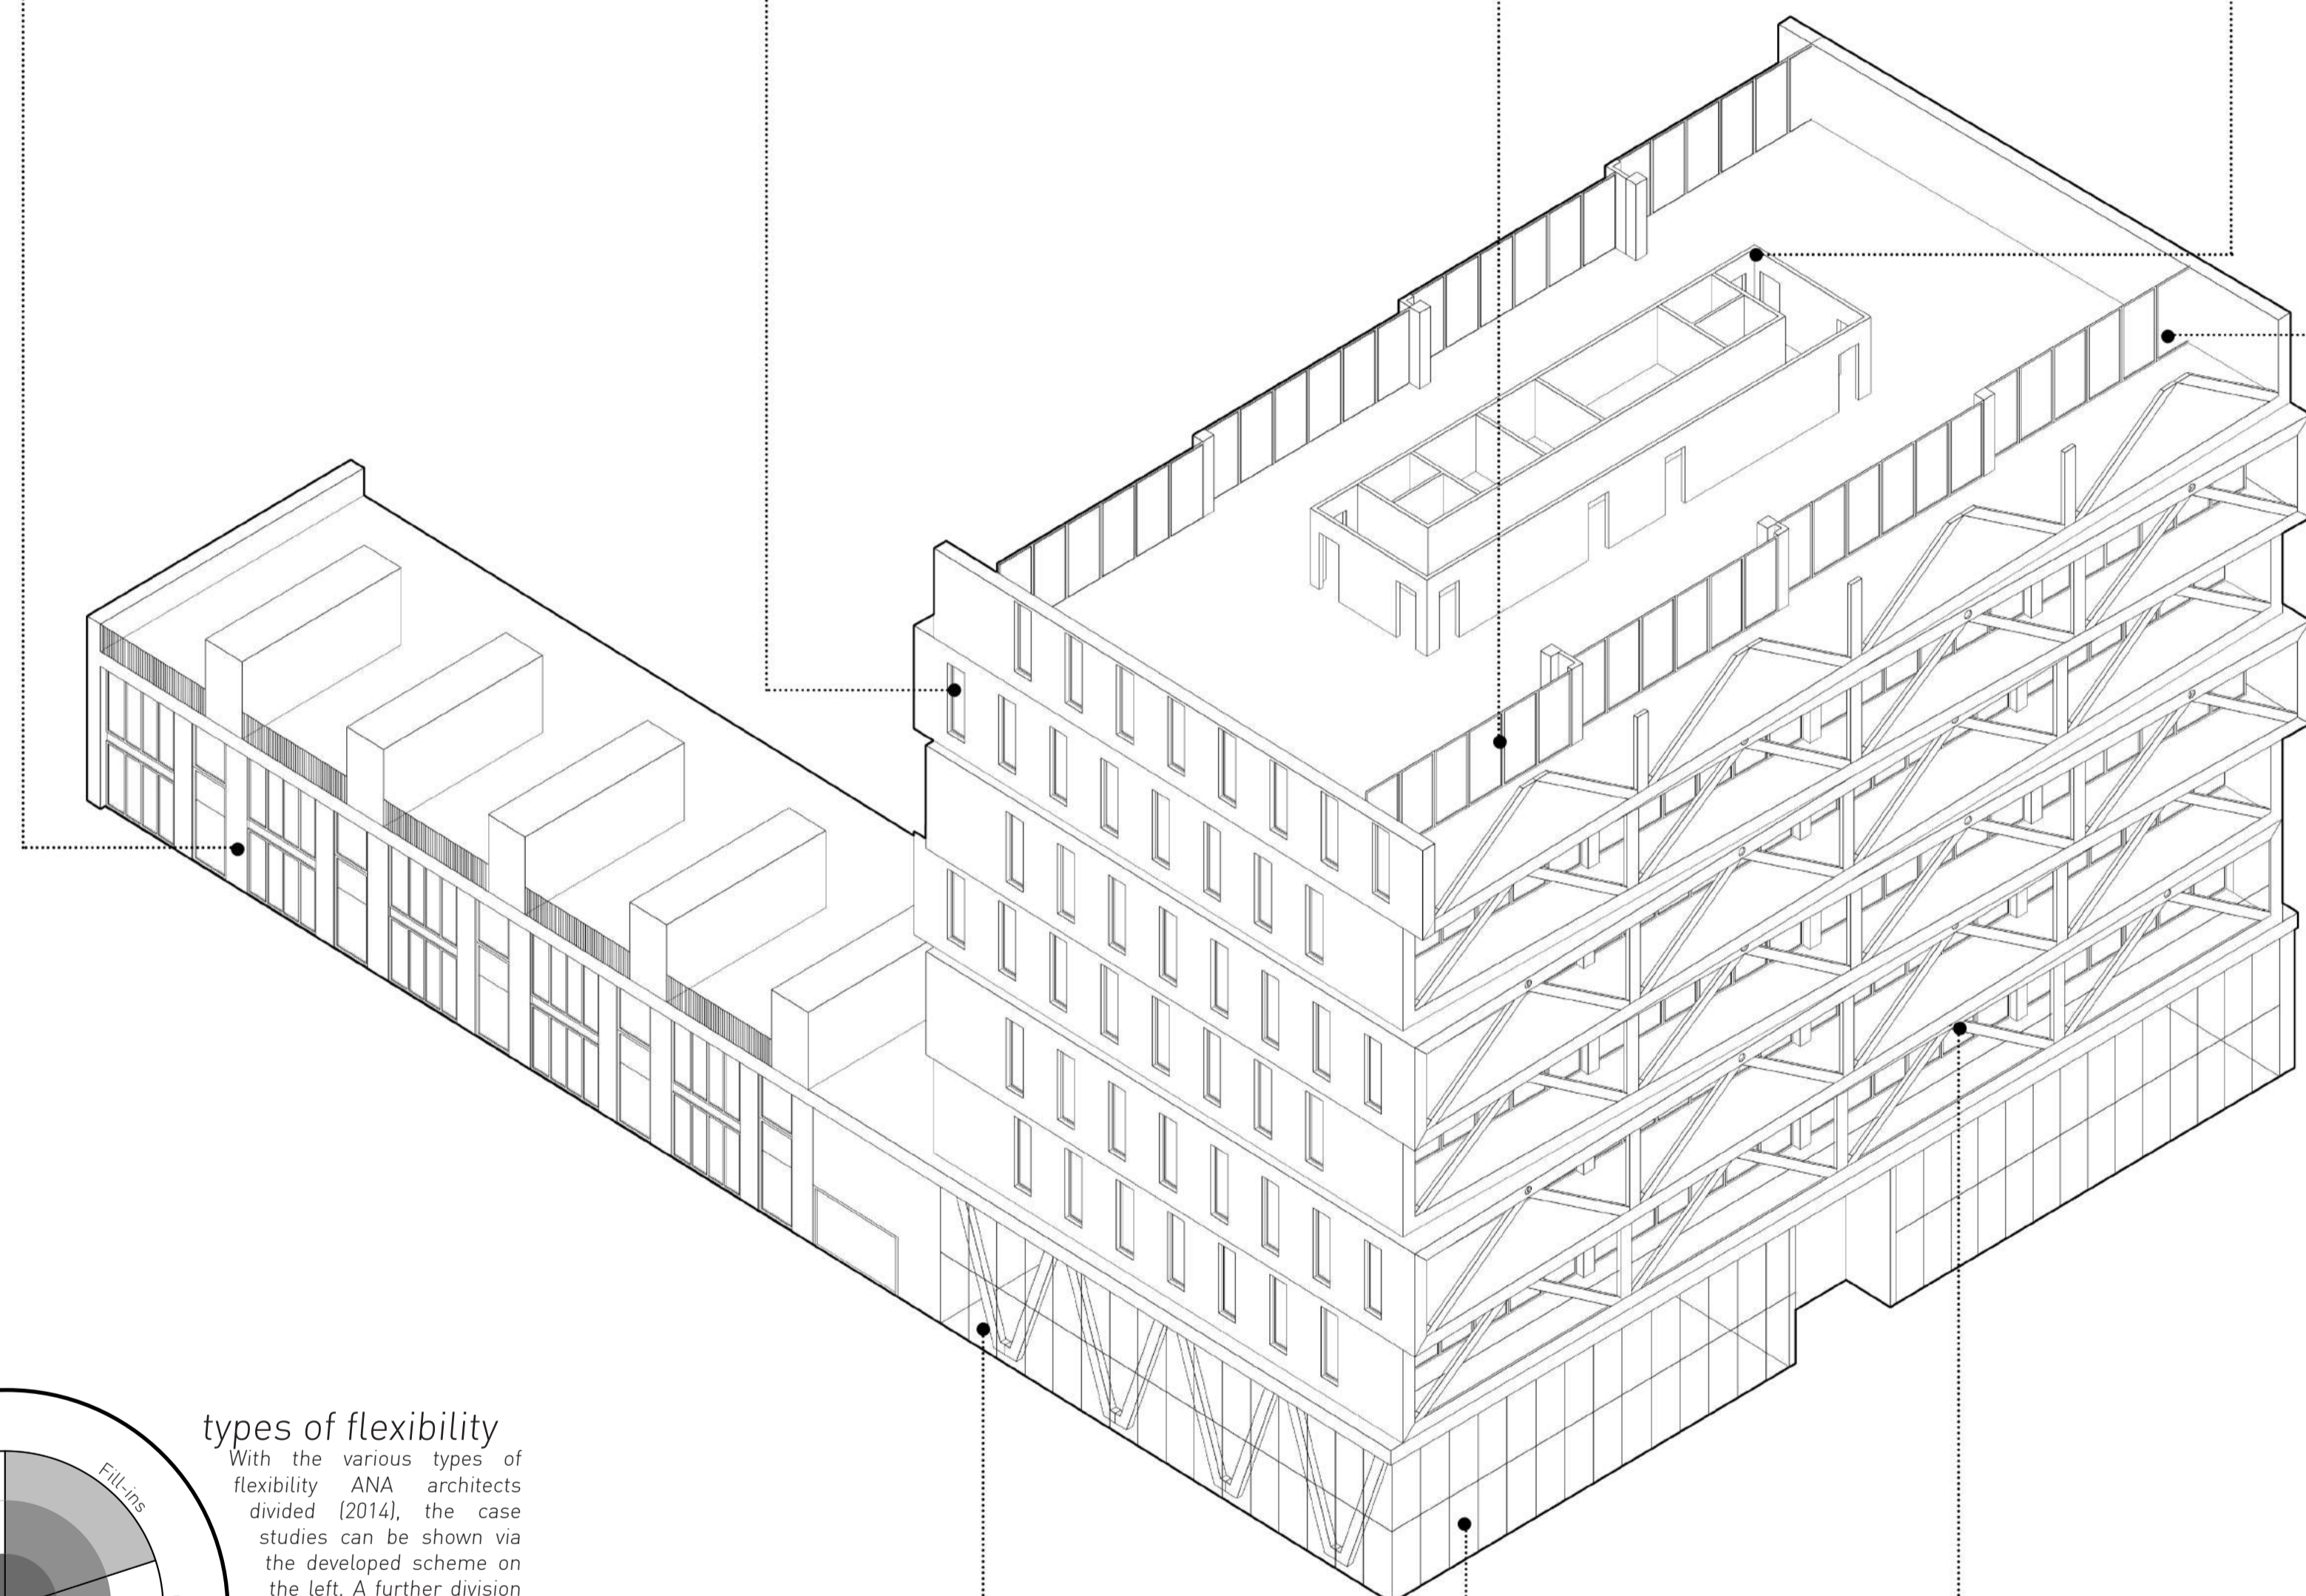 types of flexibility
With the various types of
flexibility ANA architects
divided (2014), the case
studies can be shown via
the developed scheme on
the left. A further division
Fill-ins